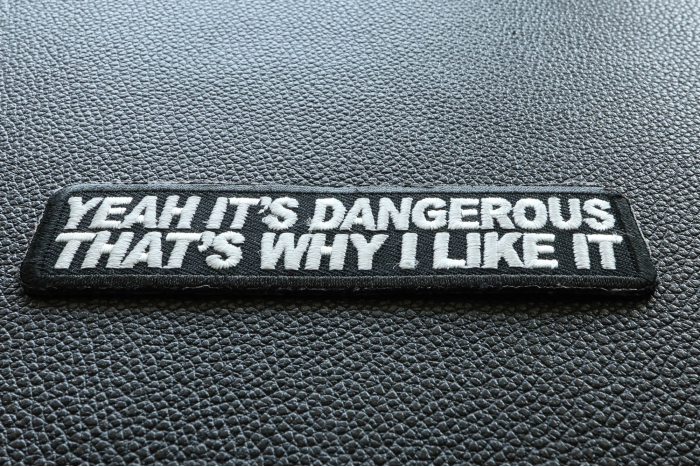 YEAH IT'S DANGEROUS
THAT'S WHY I LIKE IT